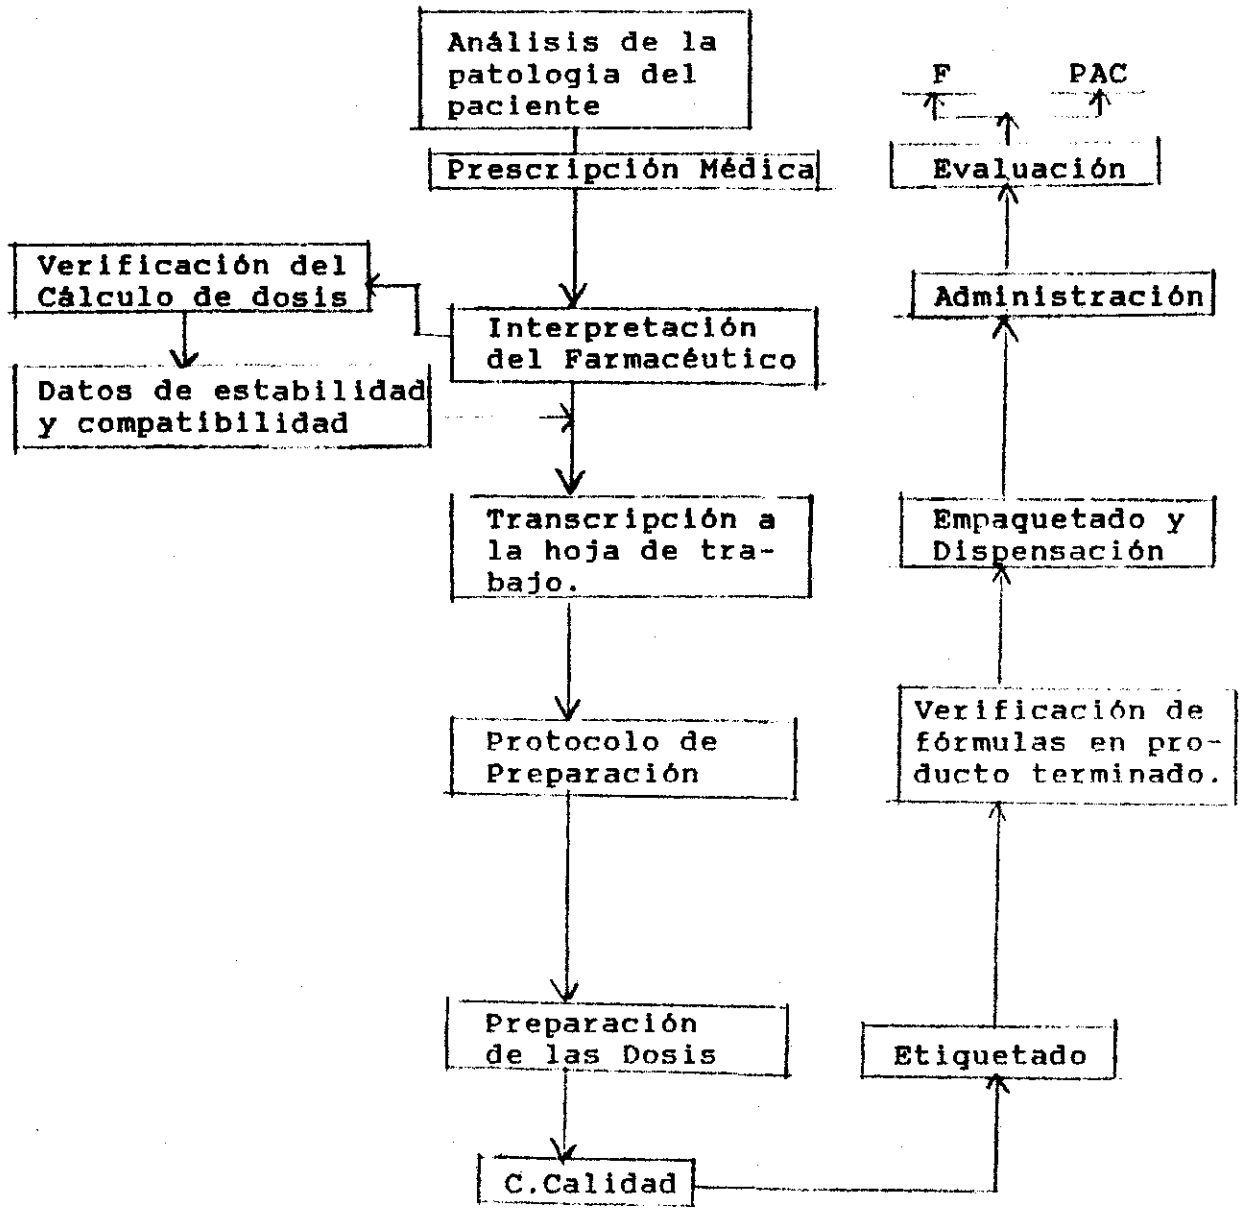 Análisis de la
patologia del
paciente
Prescripción Médica
Verificación del
Cálculo de dosis
Interpretación
del Farmacéutico
Datos de estabilidad
y compatibilidad
Transcripción a
la hoja de tra-
bajo.
Protocolo de
Preparación
Preparación
de las Dosis
C.Calidad
Etiquetado
Verificación de
fórmulas en pro-
ducto terminado.
Empaquetado y
Dispensación
Administración
Evaluación
F PAC